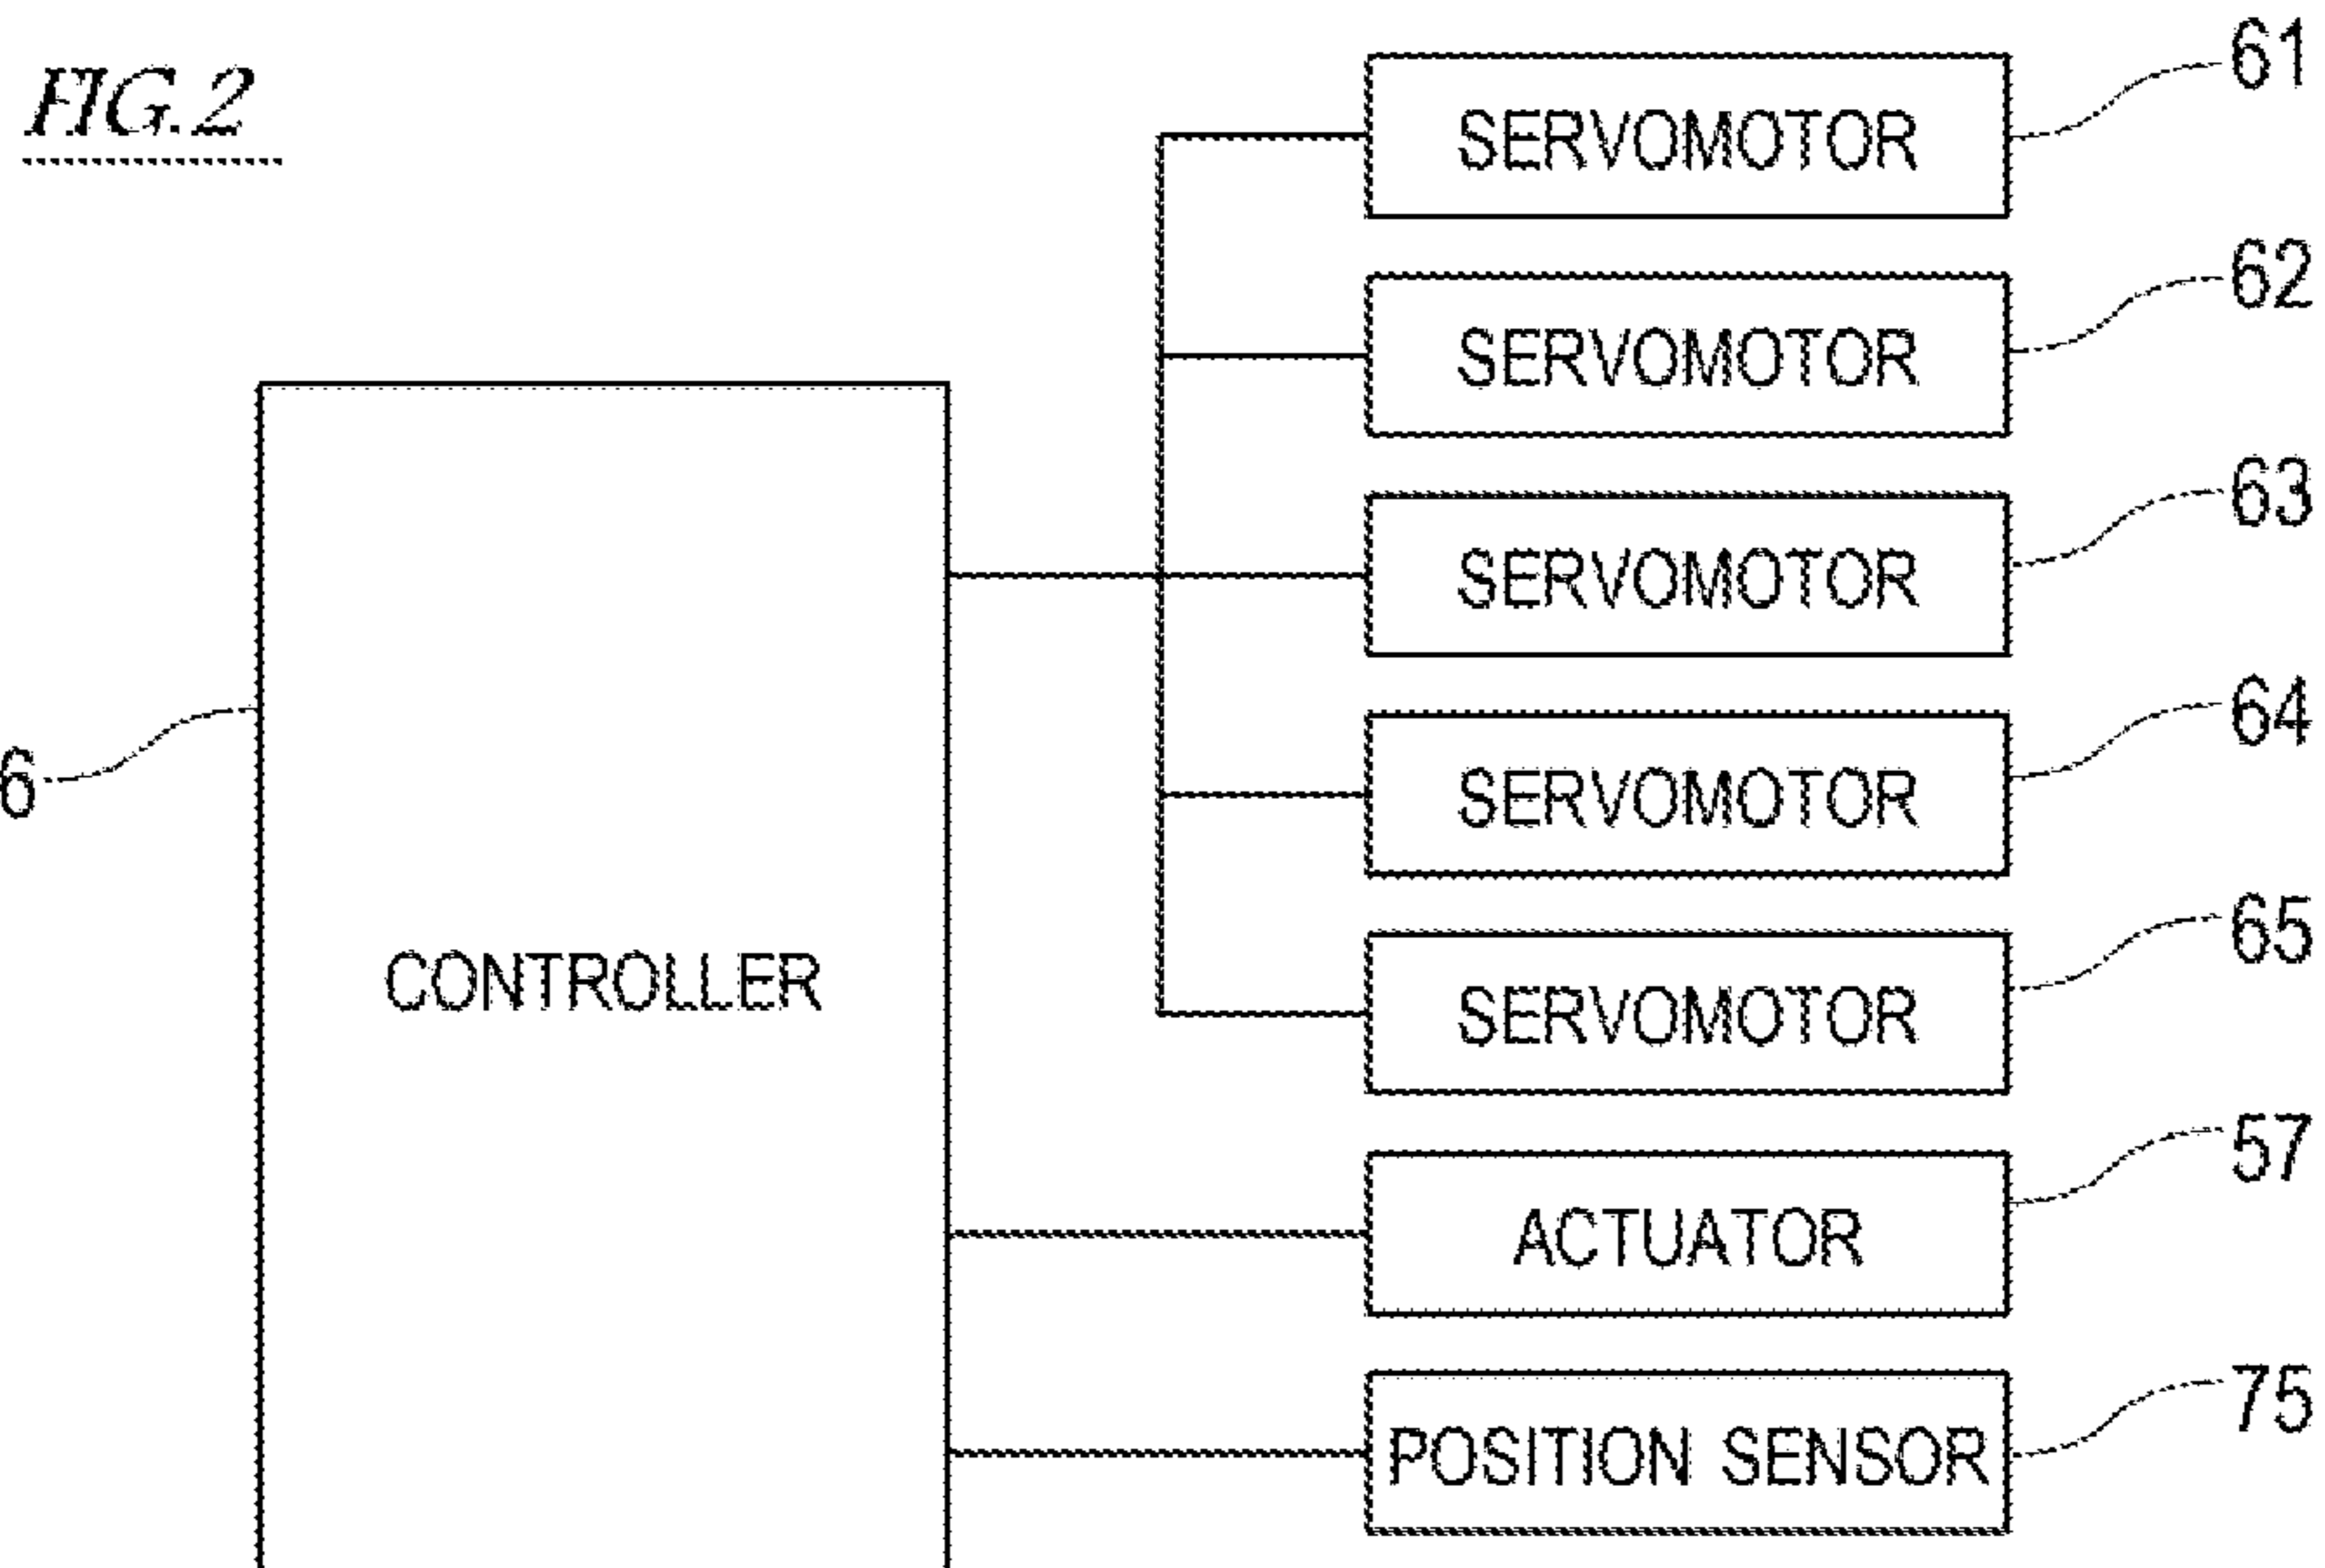 FIG.2
SERVOMOTOR 61
SERVOMOTOR 62
SERVOMOTOR 63
SERVOMOTOR 64
6
SERVOMOTOR 65
CONTROLLER
ACTUATOR 57
POSITION SENSOR 75